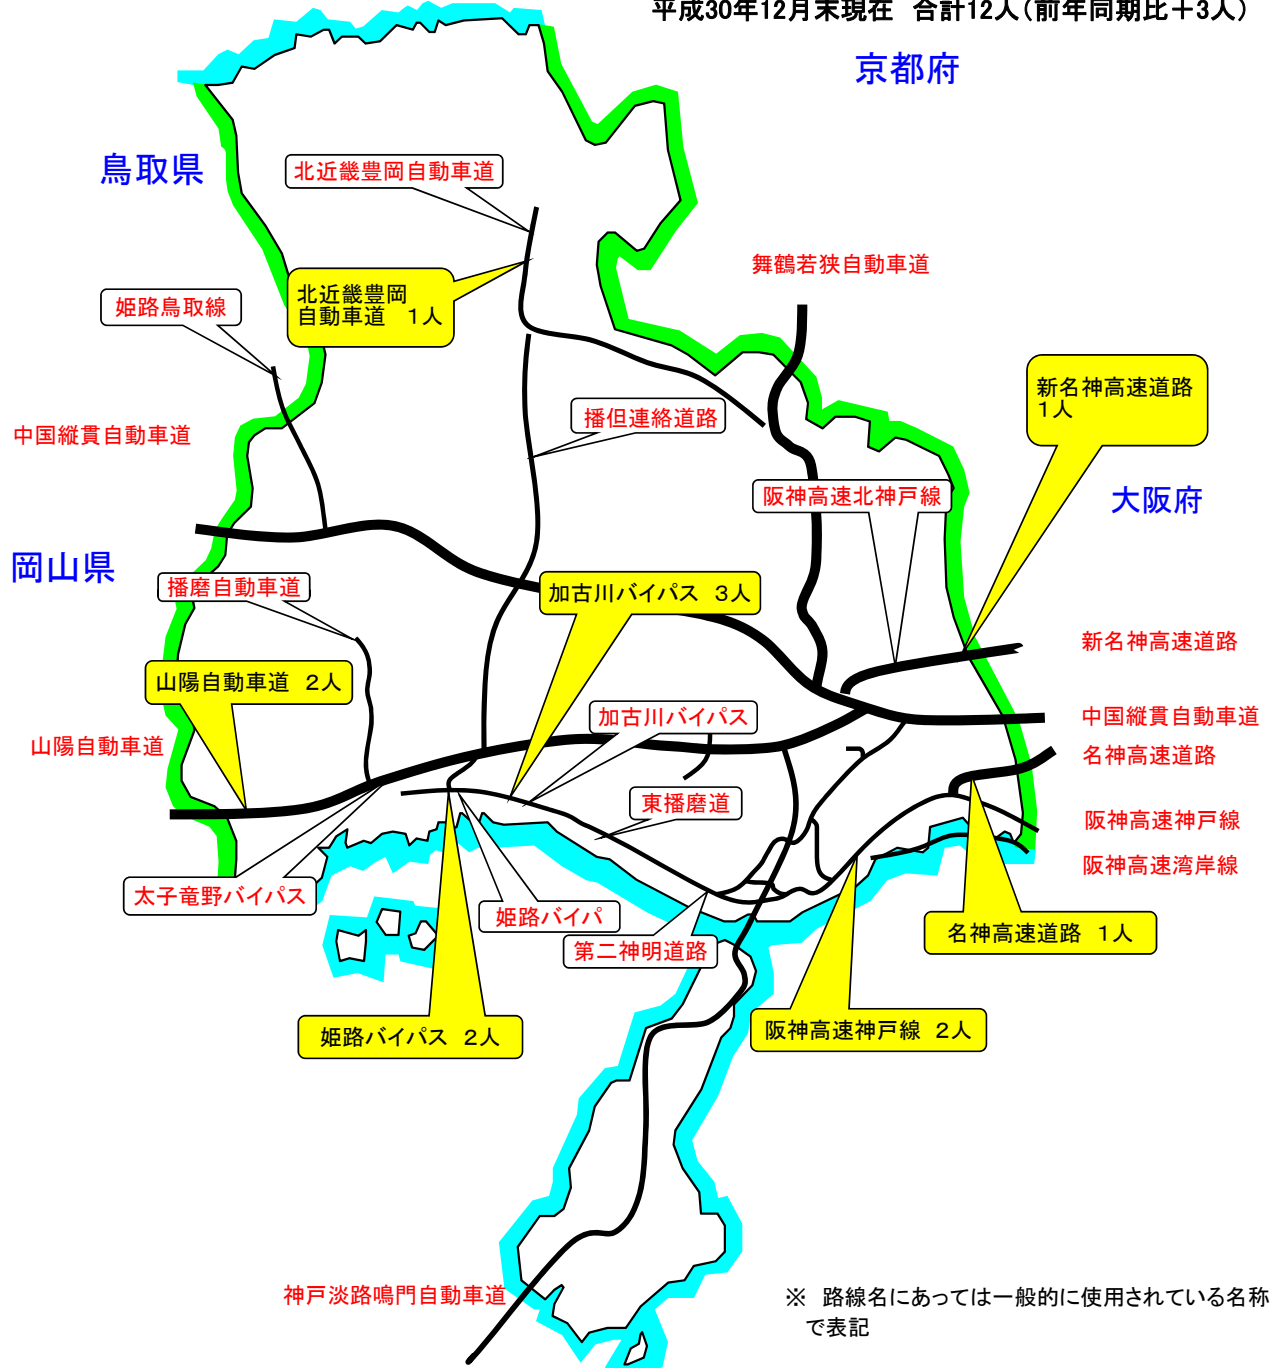 平成30年12月末現在 合計12人(前年同期比+3人)
京都府
鳥取県
北近畿豊岡自動車道
舞鶴若狭自動車道
北近畿豊岡
自動車道 1人
姫路鳥取線
新名神高速道路
1人
播但連絡道路
中国縦貫自動車道
阪神高速北神戸線
大阪府
岡山県
播磨自動車道
加古川バイパス 3人
新名神高速道路
山陽自動車道 2人
加古川バイパス
中国縦貫自動車道
山陽自動車道
名神高速道路
東播磨道
阪神高速神戸線
阪神高速湾岸線
太子竜野バイパス
姫路バイパ
名神高速道路 1人
第二神明道路
姫路バイパス 2人
阪神高速神戸線 2人
神戸淡路鳴門自動車道
※ 路線名にあっては一般的に使用されている名称
で表記